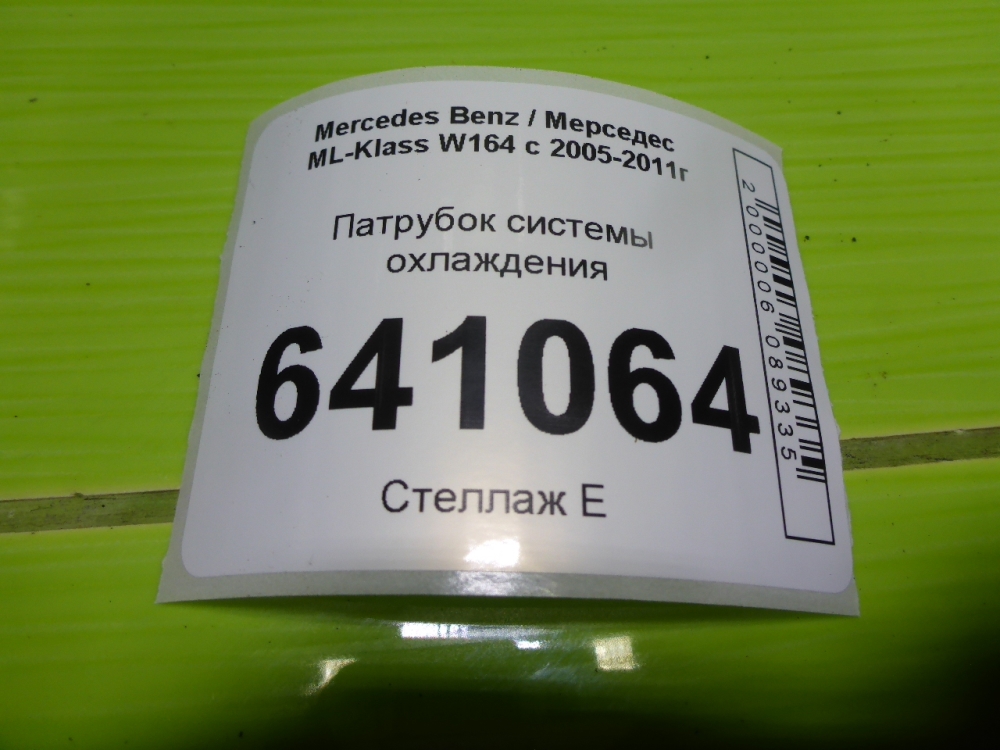 Mercedes Benz / Мерседес
ML-Klass W164 с 2005-2011г
Патрубок системы
охлаждения
641064
Стеллаж Е
2000006089335